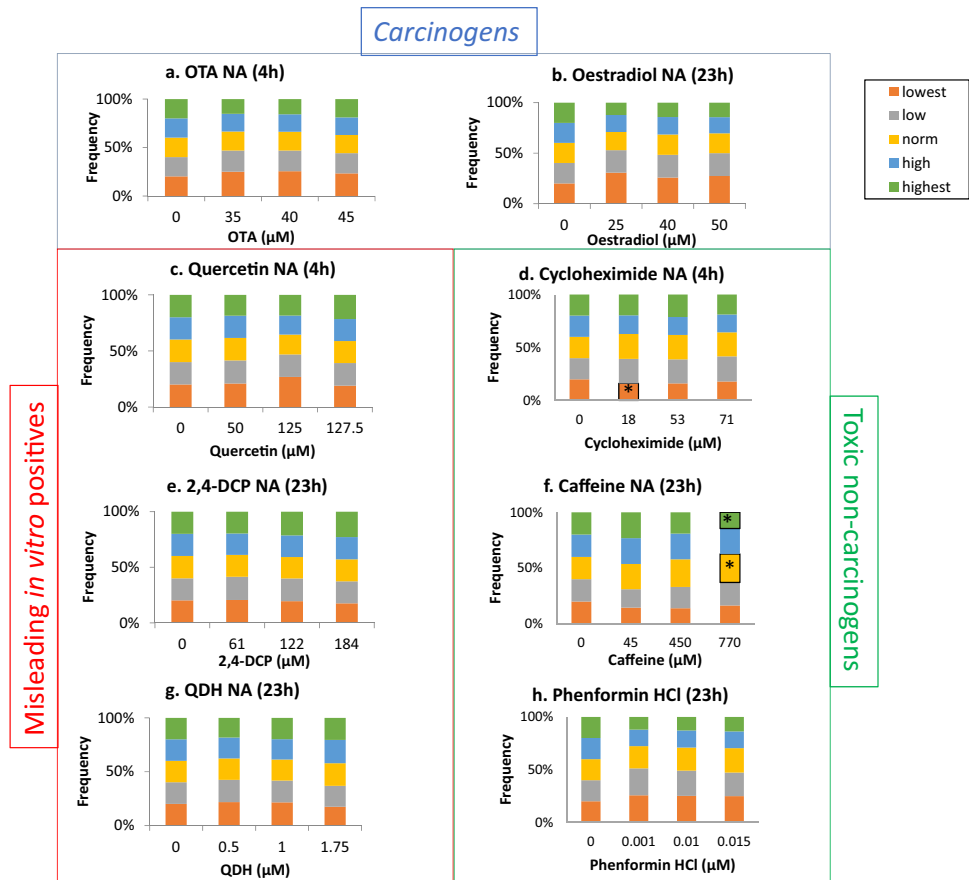 Carcinogens
a. OTA NA (4h)
100%
50%
0%
Frequency
0 35 40 45
OTA (µM)
b. Oestradiol NA (23h)
100%
50%
0%
Frequency
0 25 40 50
Oestradiol (µM)
lowest
low
norm
high
highest
Misleading in vitro positives
c. Quercetin NA (4h)
100%
50%
0%
Frequency
0 50 125 127.5
Quercetin (µM)
d. Cycloheximide NA (4h)
100%
50%
0%
Frequency
*
0 18 53 71
Cycloheximide (µM)
Toxic non-carcinogens
e. 2,4-DCP NA (23h)
100%
50%
0%
Frequency
0 61 122 184
2,4-DCP (µM)
f. Caffeine NA (23h)
100%
50%
0%
Frequency
*
*
0 45 450 770
Caffeine (µM)
g. QDH NA (23h)
100%
50%
0%
Frequency
0 0.5 1 1.75
QDH (µM)
h. Phenformin HCl (23h)
100%
50%
0%
Frequency
0 0.001 0.01 0.015
Phenformin HCl (µM)